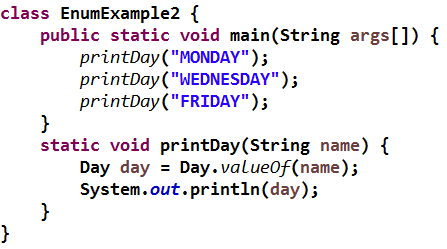 class EnumExample2 {
    public static void main(String args[]) {
        printDay("MONDAY");
        printDay("WEDNESDAY");
        printDay("FRIDAY");
    }
    static void printDay(String name) {
        Day day = Day.valueOf(name);
        System.out.println(day);
    }
}